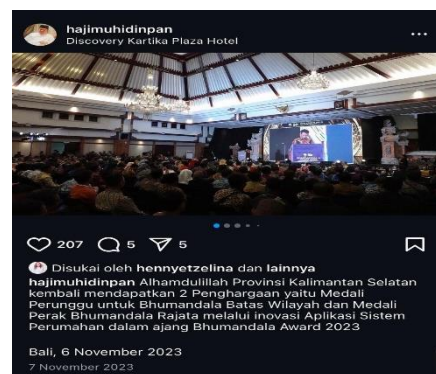 hajimuhidinpan
Discovery Kartika Plaza Hotel
207 5 5
Disukai oleh hennyetzelina dan lainnya
hajimuhidinpan Alhamdulillah Provinsi Kalimantan Selatan
kembali mendapatkan 2 Penghargaan yaitu Medali
Perunggu untuk Bhumandala Batas Wilayah dan Medali
Perak Bhumandala Rajata melalui inovasi Aplikasi Sistem
Perumahan dalam ajang Bhumandala Award 2023
Bali, 6 November 2023
7 November 2023